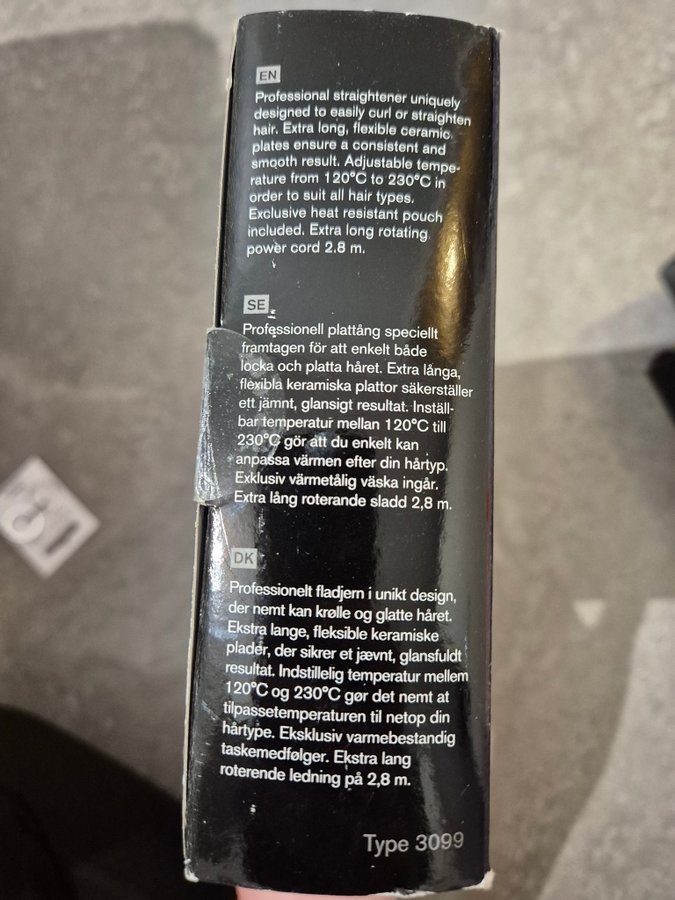 EN
Professional straightener uniquely
designed to easily curl or straighten
hair. Extra long, flexible ceramic
plates ensure a consistent and
smooth result. Adjustable tempe-
rature from 120°C to 230°C in
order to suit all hair types.
Exclusive heat resistant pouch
included. Extra long rotating
power cord 2.8 m.
SE
Professionell plattång speciellt
framtagen för att enkelt både
locka och platta håret. Extra långa,
flexibla keramiska plattor säkerställer
ett jämnt, glansigt resultat. Inställ-
bar temperatur mellan 120°C till
230°C gör att du enkelt kan
anpassa värmen efter din hårtyp.
Exklusiv värmetålig väska ingår.
Extra lång roterande sladd 2,8 m.
DK
Professionelt fladjern i unikt design,
der nemt kan krølle og glatte håret.
Ekstra lange, fleksible keramiske
plader, der sikrer et jævnt, glansfuldt
resultat. Indstillelig temperatur mellem
120°C og 230°C gør det nemt at
tilpassetemperaturen til netop din
hårtype. Eksklusiv varmebestandig
taskemedfølger. Ekstra lang
roterende ledning på 2,8 m.
Type 3099